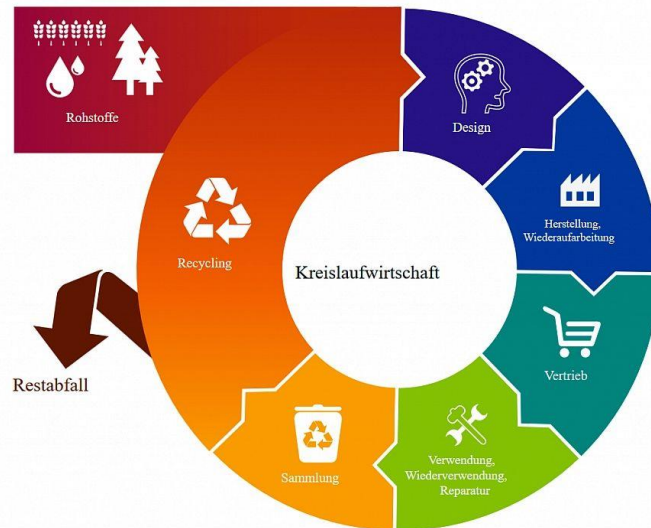 Rohstoffe
Design
Herstellung,
Wiederaufarbeitung
Recycling
Kreislaufwirtschaft
Vertrieb
Restabfall
Sammlung
Verwendung,
Wiederverwendung,
Reparatur